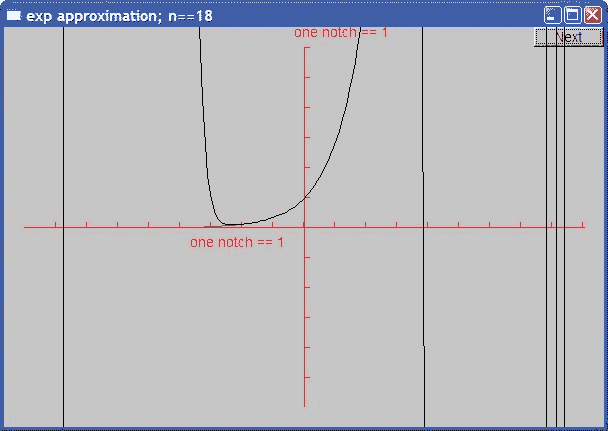 exp approximation; n==18
one notch == 1
Next
one notch == 1